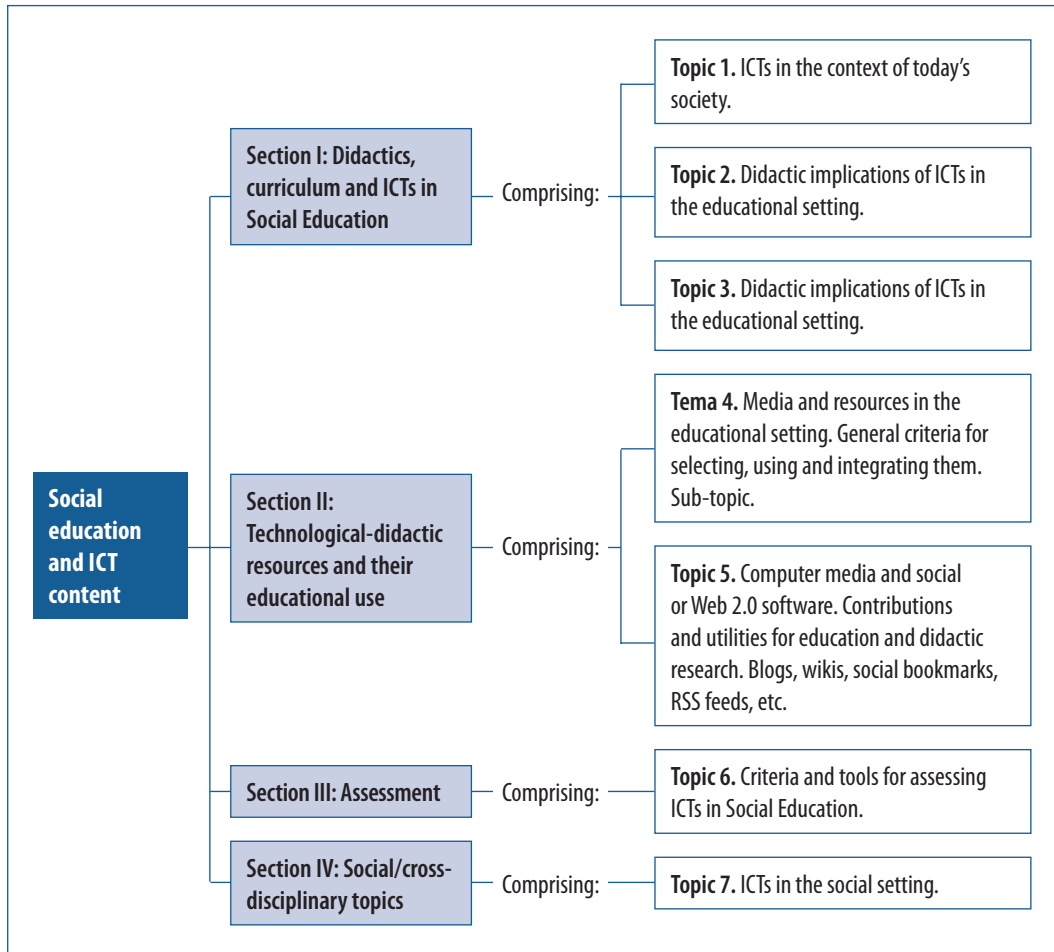 Social
education
and ICT
content
Section I: Didactics,
curriculum and ICTs in
Social Education
Comprising:
Topic 1. ICTs in the context of today's
society.
Topic 2. Didactic implications of ICTs in
the educational setting.
Topic 3. Didactic implications of ICTs in
the educational setting.
Section II:
Technological-didactic
resources and their
educational use
Comprising:
Tema 4. Media and resources in the
educational setting. General criteria for
selecting, using and integrating them.
Sub-topic.
Topic 5. Computer media and social
or Web 2.0 software. Contributions
and utilities for education and didactic
research. Blogs, wikis, social bookmarks,
RSS feeds, etc.
Section III: Assessment
Comprising:
Topic 6. Criteria and tools for assessing
ICTs in Social Education.
Section IV: Social/cross-
disciplinary topics
Comprising:
Topic 7. ICTs in the social setting.